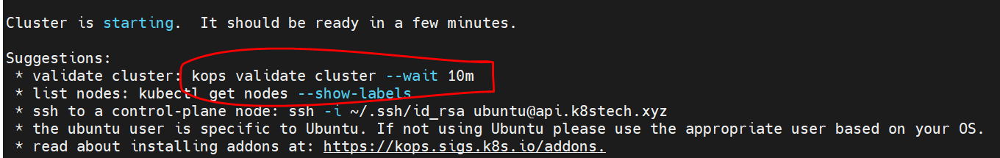 Cluster is starting.  It should be ready in a few minutes.
Suggestions:
* validate cluster: kops validate cluster --wait 10m
* list nodes: kubectl get nodes --show-labels
* ssh to a control-plane node: ssh -i ~/.ssh/id_rsa ubuntu@api.k8stech.xyz
* the ubuntu user is specific to Ubuntu. If not using Ubuntu please use the appropriate user based on your OS.
* read about installing addons at: https://kops.sigs.k8s.io/addons.